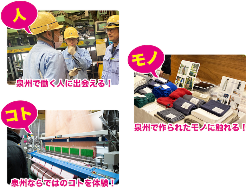 人
泉州で働く人に出会える！
モノ
泉州で作られたモノに触れる！
コト
泉州ならではのコトを体験！